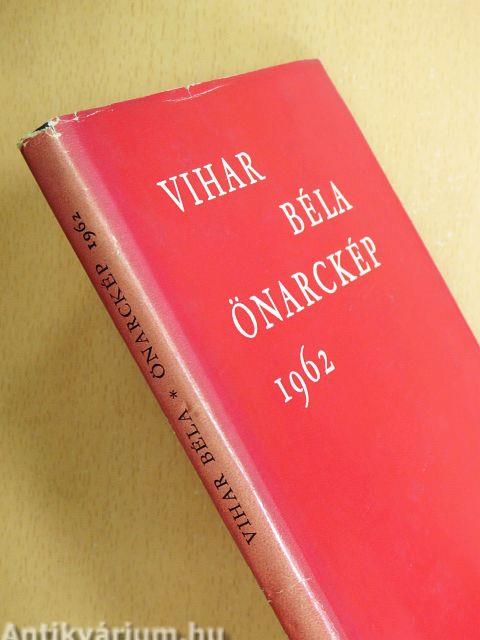 VIHAR
BÉLA
ÖNARCKÉP
1962
VIHAR BÉLA * ÖNARCKÉP 1962
Antikvárium.hu